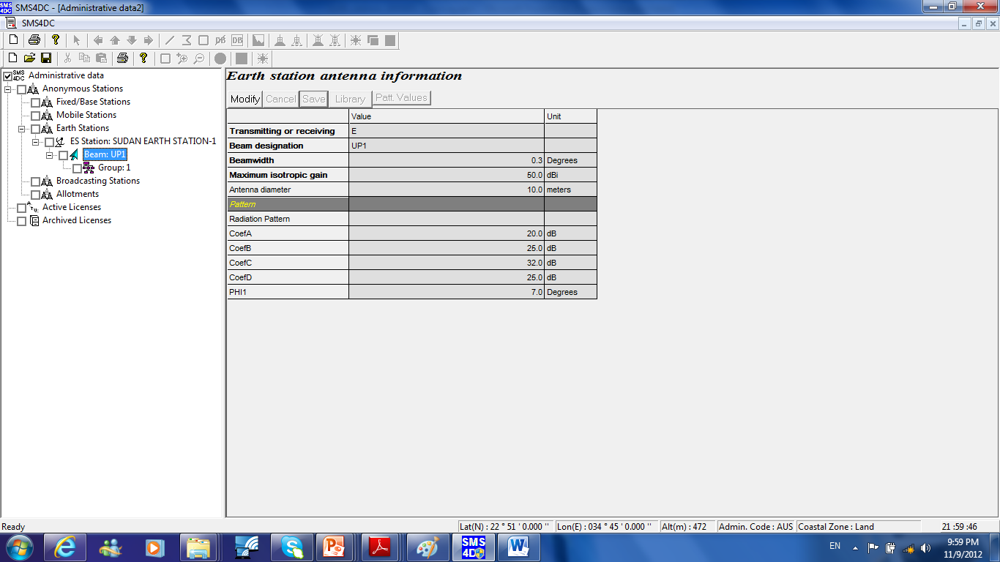 SMS4DC - [Administrative data2]
SMS4DC
Administrative data
Anonymous Stations
Fixed/Base Stations
Mobile Stations
Earth Stations
ES Station: SUDAN EARTH STATION-1
Beam: UP1
Group: 1
Broadcasting Stations
Allotments
Active Licenses
Archived Licenses
Earth station antenna information
Modify Cancel Save Library Patt. Values
Value Unit
Transmitting or receiving E
Beam designation UP1
Beamwidth 0.3 Degrees
Maximum isotropic gain 50.0 dBi
Antenna diameter 10.0 meters
Pattern
Radiation Pattern
CoefA 20.0 dB
CoefB 25.0 dB
CoefC 32.0 dB
CoefD 25.0 dB
PHI1 7.0 Degrees
Ready Lat(N) : 22 ° 51 ' 0.000 '' Lon(E) : 034 ° 45 ' 0.000 '' Alt(m) : 472 Admin. Code : AUS Coastal Zone : Land 21 :59 :46
SMS
4DC
EN
9:59 PM
11/9/2012